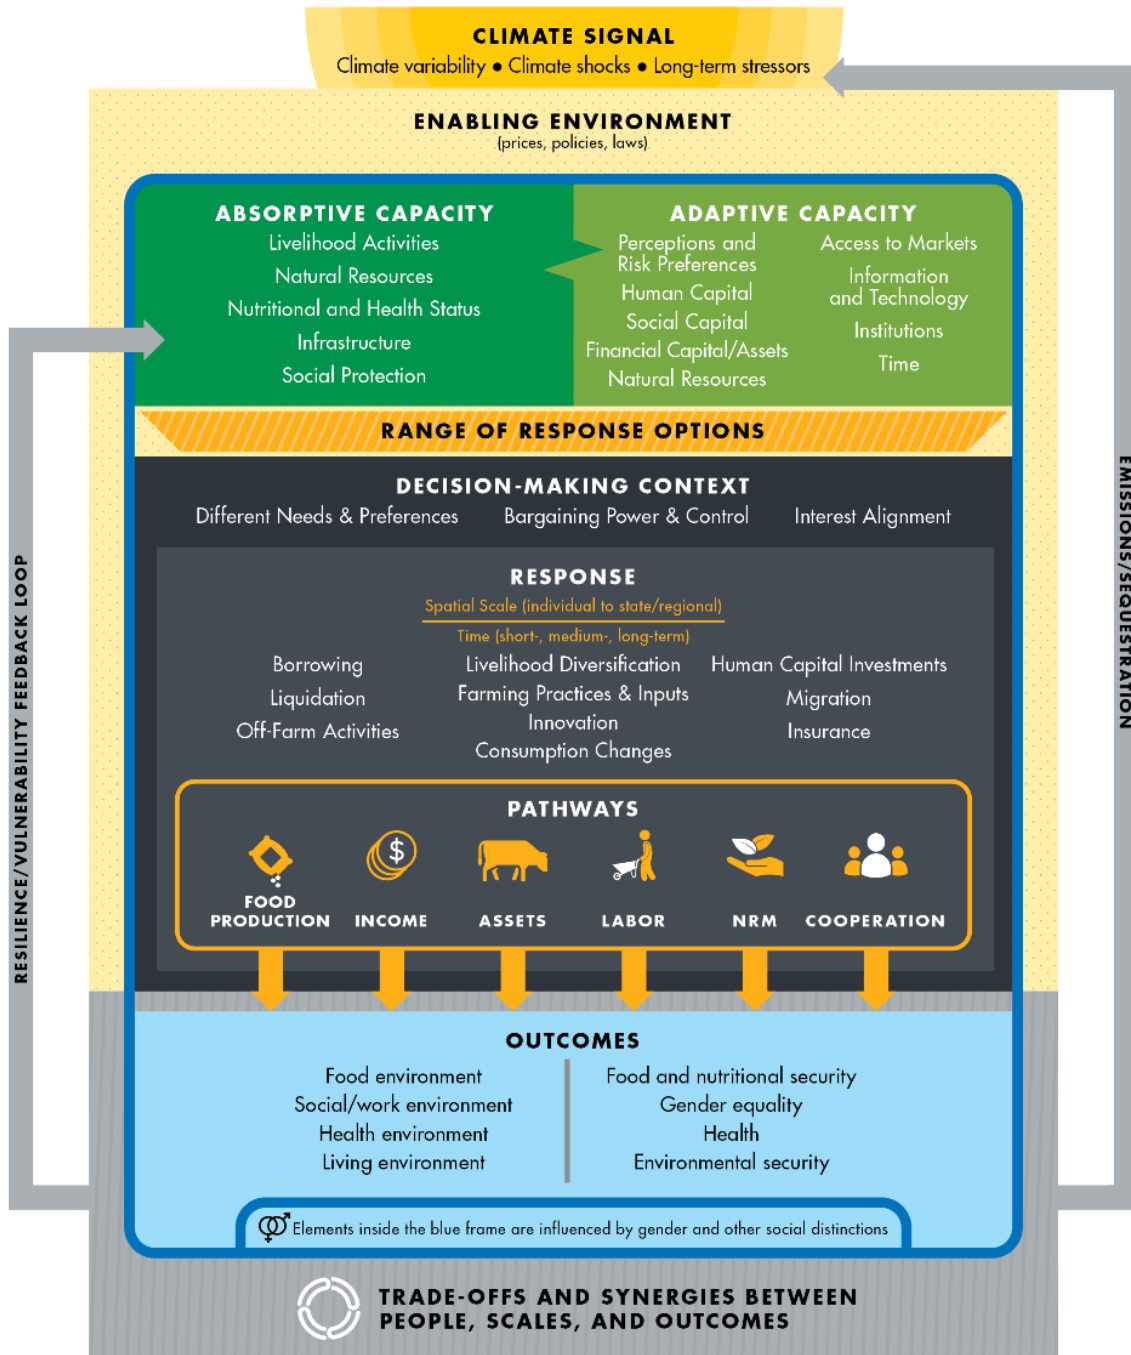 CLIMATE SIGNAL
Climate variability ● Climate shocks ● Long-term stressors
ENABLING ENVIRONMENT
(prices, policies, laws)
ABSORPTIVE CAPACITY
Livelihood Activities
Natural Resources
Nutritional and Health Status
Infrastructure
Social Protection
ADAPTIVE CAPACITY
Perceptions and
Risk Preferences
Human Capital
Social Capital
Financial Capital/Assets
Natural Resources
Access to Markets
Information
and Technology
Institutions
Time
RANGE OF RESPONSE OPTIONS
DECISION-MAKING CONTEXT
Different Needs & Preferences
Bargaining Power & Control
Interest Alignment
RESPONSE
Spatial Scale (individual to state/regional)
Time (short-, medium-, long-term)
Borrowing
Liquidation
Off-Farm Activities
Livelihood Diversification
Farming Practices & Inputs
Innovation
Consumption Changes
Human Capital Investments
Migration
Insurance
PATHWAYS
$
FOOD
PRODUCTION
INCOME
ASSETS
LABOR
NRM
COOPERATION
OUTCOMES
Food environment
Social/work environment
Health environment
Living environment
Food and nutritional security
Gender equality
Health
Environmental security
Elements inside the blue frame are influenced by gender and other social distinctions
TRADE-OFFS AND SYNERGIES BETWEEN
PEOPLE, SCALES, AND OUTCOMES
RESILIENCE/VULNERABILITY FEEDBACK LOOP
EMISSIONS/SEQUESTRATION